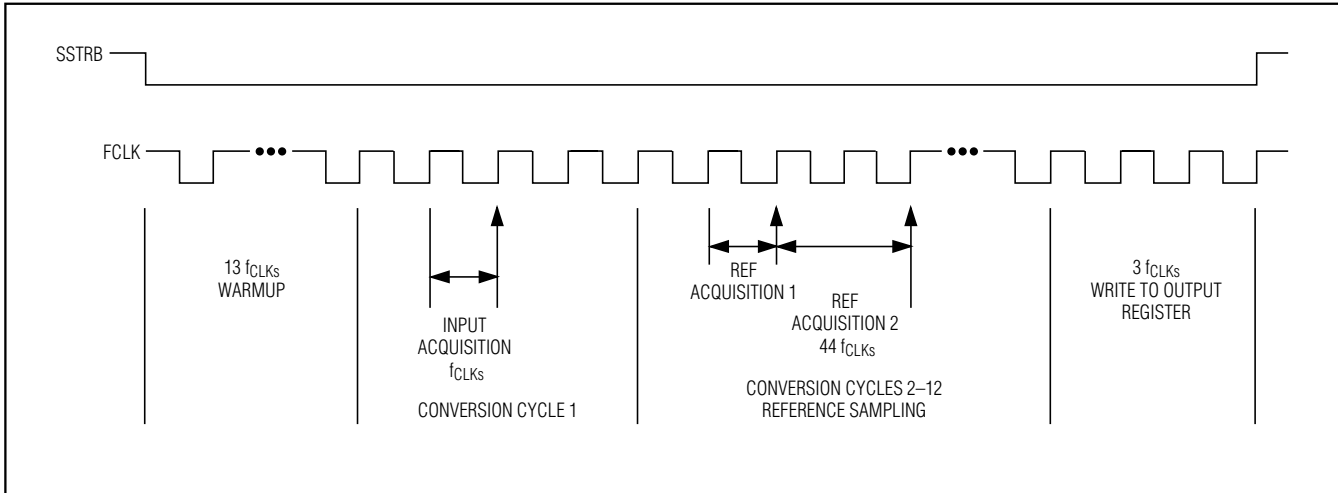 SSTRB
FCLK
13 fCLKs
WARMUP
INPUT
ACQUISITION
fCLKs
CONVERSION CYCLE 1
REF
ACQUISITION 1
REF
ACQUISITION 2
44 fCLKs
CONVERSION CYCLES 2–12
REFERENCE SAMPLING
3 fCLKs
WRITE TO OUTPUT
REGISTER